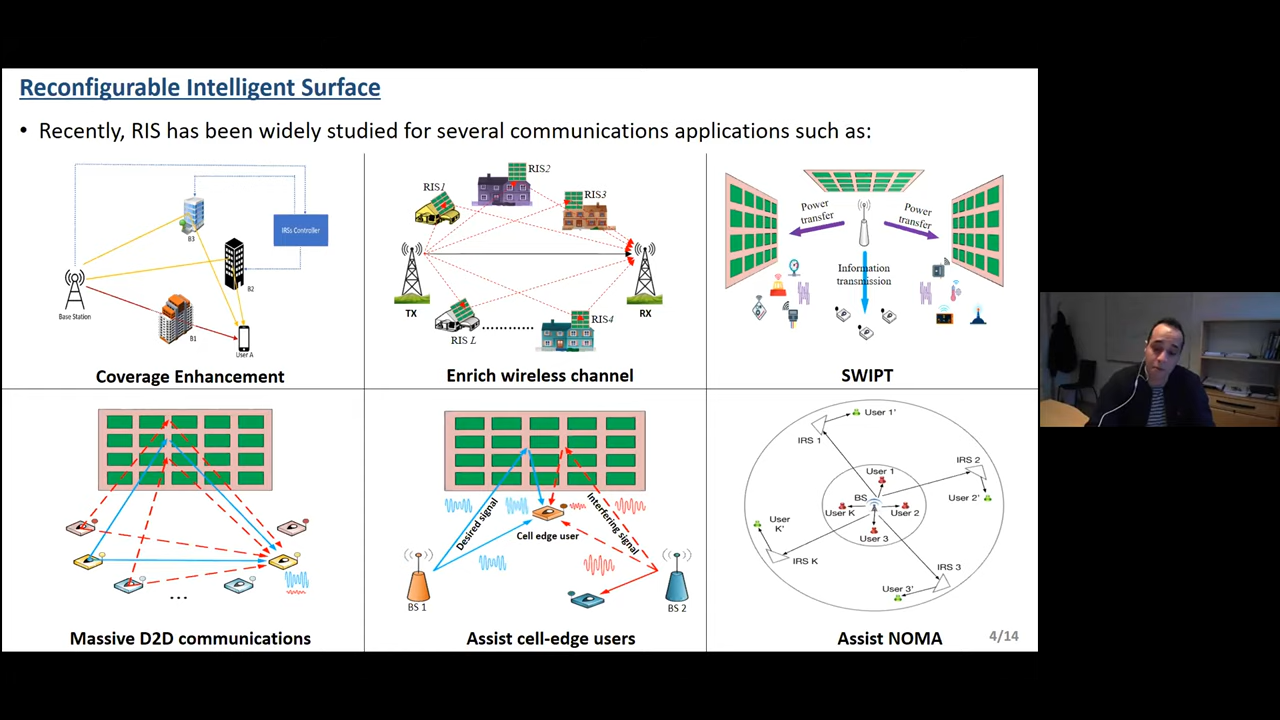 Reconfigurable Intelligent Surface
• Recently, RIS has been widely studied for several communications applications such as:
B3
IRSs Controller
B2
Base Station
B1
User A
Coverage Enhancement
RIS1
RIS2
RIS3
TX
RX
RIS L
RIS4
Enrich wireless channel
Power transfer
Power transfer
Information transmission
SWIPT
...
Massive D2D communications
Desired signal
Interfering signal
Cell edge user
BS 1
BS 2
Assist cell-edge users
User 1'
IRS 1
IRS 2
User 1
BS
User 2'
User K
User 2
User K'
User 3
IRS K
IRS 3
User 3'
Assist NOMA
4/14